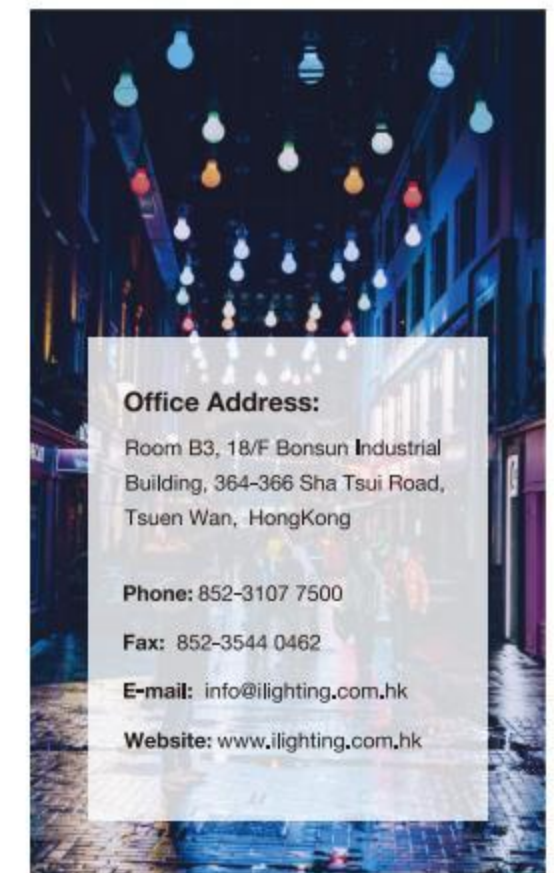 Office Address:
Room B3, 18/F Bonsun Industrial
Building, 364-366 Sha Tsui Road,
Tsuen Wan, HongKong
Phone: 852-3107 7500
Fax: 852-3544 0462
E-mail: info@ilighting.com.hk
Website: www.ilighting.com.hk